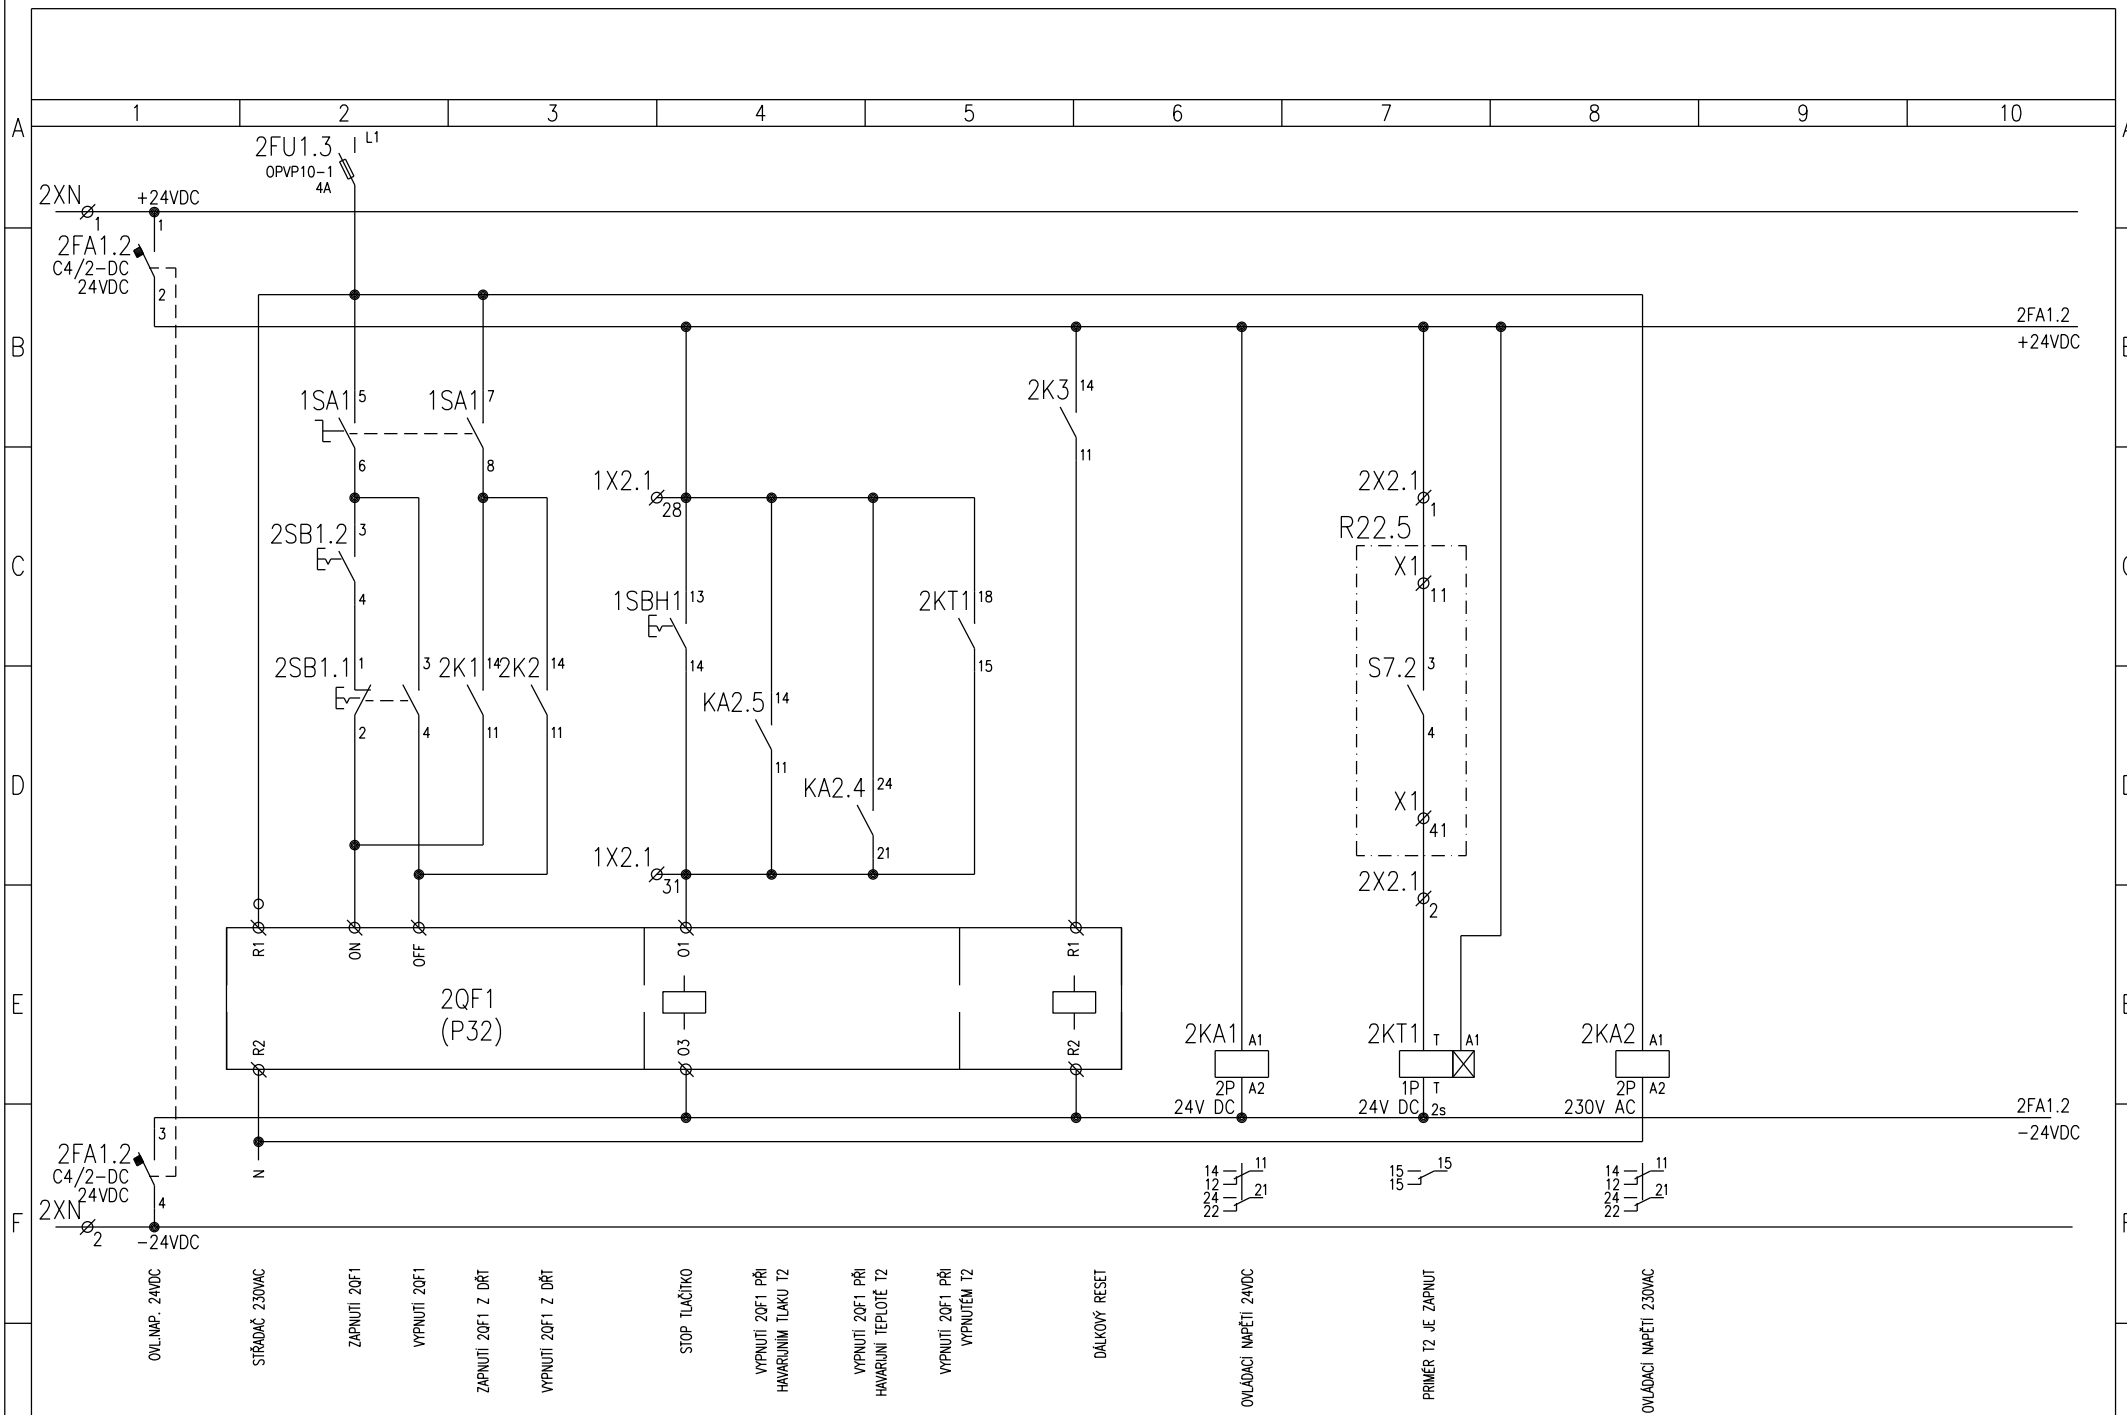 1 2 3 4 5 6 7 8 9 10
A
2FU1.3 L1
OPVP10-1
4A
2XN +24VDC
1 1
2FA1.2
C4/2-DC
24VDC
2
2FA1.2
+24VDC
B
1SA1 5
6
1SA1 7
8
2K3 14
11
1X2.1
28
2X2.1
1
R22.5
X1
11
2SB1.2 3
4
C
1SBH1 13
14
2KT1 18
15
2SB1.1 1
2
3
4
2K1 14
11
2K2 14
11
S7.2 3
4
KA2.5 14
11
KA2.4 24
21
D
X1
41
1X2.1
31
2X2.1
2
R1 ON OFF O1 R1
E
2QF1
(P32)
R2 O3 R2
2KA1 A1
2P A2
24V DC
2KT1 T A1
1P T
24V DC 2s
2KA2 A1
2P A2
230V AC
2FA1.2
-24VDC
3
2FA1.2
C4/2-DC
24VDC
4
N
14 11
12
24 21
22
15 15
15
14 11
12
24 21
22
F
2XN
2 -24VDC
OVL.NAP. 24VDC
STŘADAČ 230VAC
ZAPNUTÍ 2QF1
VYPNUTÍ 2QF1
ZAPNUTÍ 2QF1 Z DŘT
VYPNUTÍ 2QF1 Z DŘT
STOP TLAČÍTKO
VYPNUTÍ 2QF1 PŘI
HAVARIJNÍM TLAKU T2
VYPNUTÍ 2QF1 PŘI
HAVARIJNÍ TEPLOTĚ T2
VYPNUTÍ 2QF1 PŘI
VYPNUTÉM T2
DÁLKOVÝ RESET
OVLÁDACÍ NAPĚTÍ 24VDC
PRIMÉR T2 JE ZAPNUT
OVLÁDACÍ NAPĚTÍ 230VAC